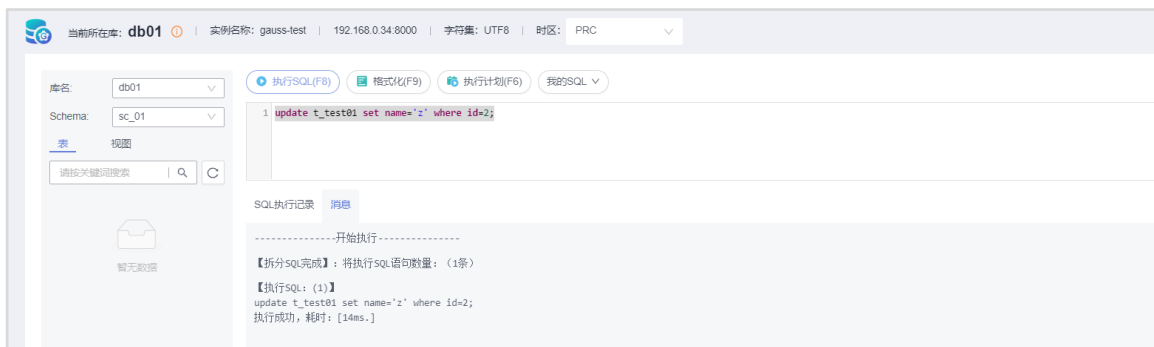 当前所在库: db01 | 实例名称: gauss-test | 192.168.0.34:8000 | 字符集: UTF8 | 时区: PRC
库名: db01
Schema: sc_01
表 视图
请按关键词搜索
暂无数据
执行SQL(F8) 格式化(F9) 执行计划(F6) 我的SQL
1 update t_test01 set name='z' where id=2;
SQL执行记录 消息
---------------开始执行---------------
【拆分SQL完成】: 将执行SQL语句数量: (1条)
【执行SQL: (1)】
update t_test01 set name='z' where id=2;
执行成功, 耗时: [14ms.]